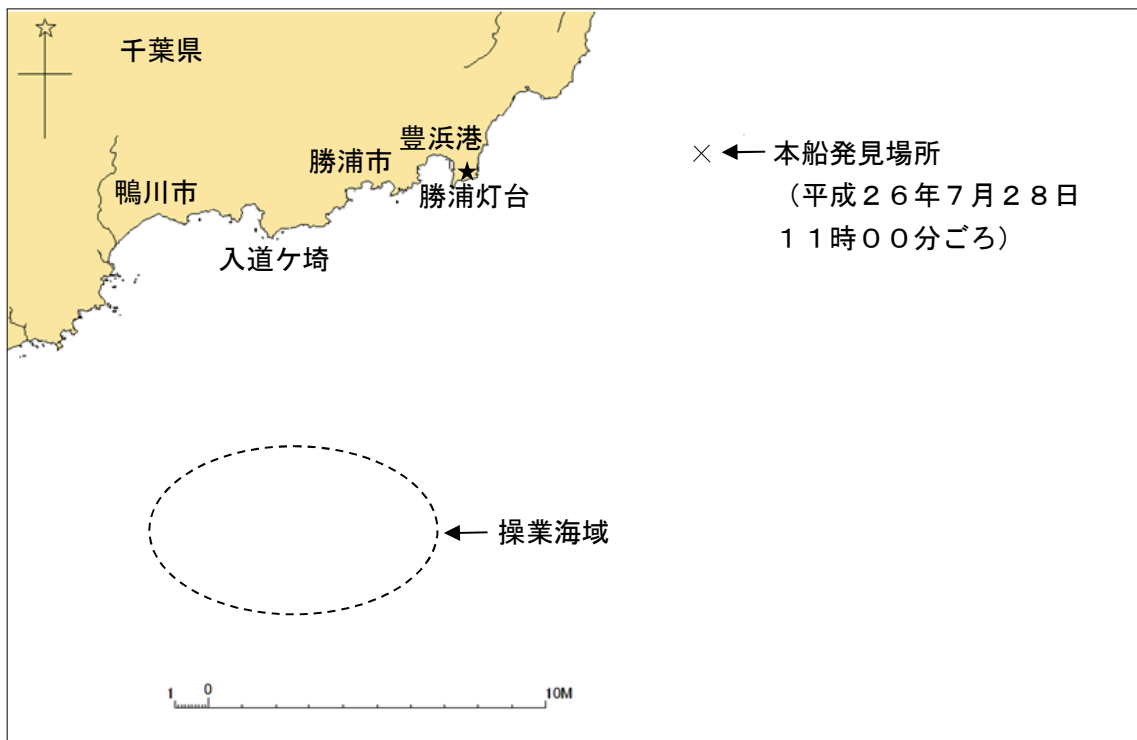 千葉県
豊浜港
勝浦市
勝浦灯台
鴨川市
入道ケ埼
本船発見場所
（平成２６年７月２８日
１１時００分ごろ）
操業海域
1 0 10M